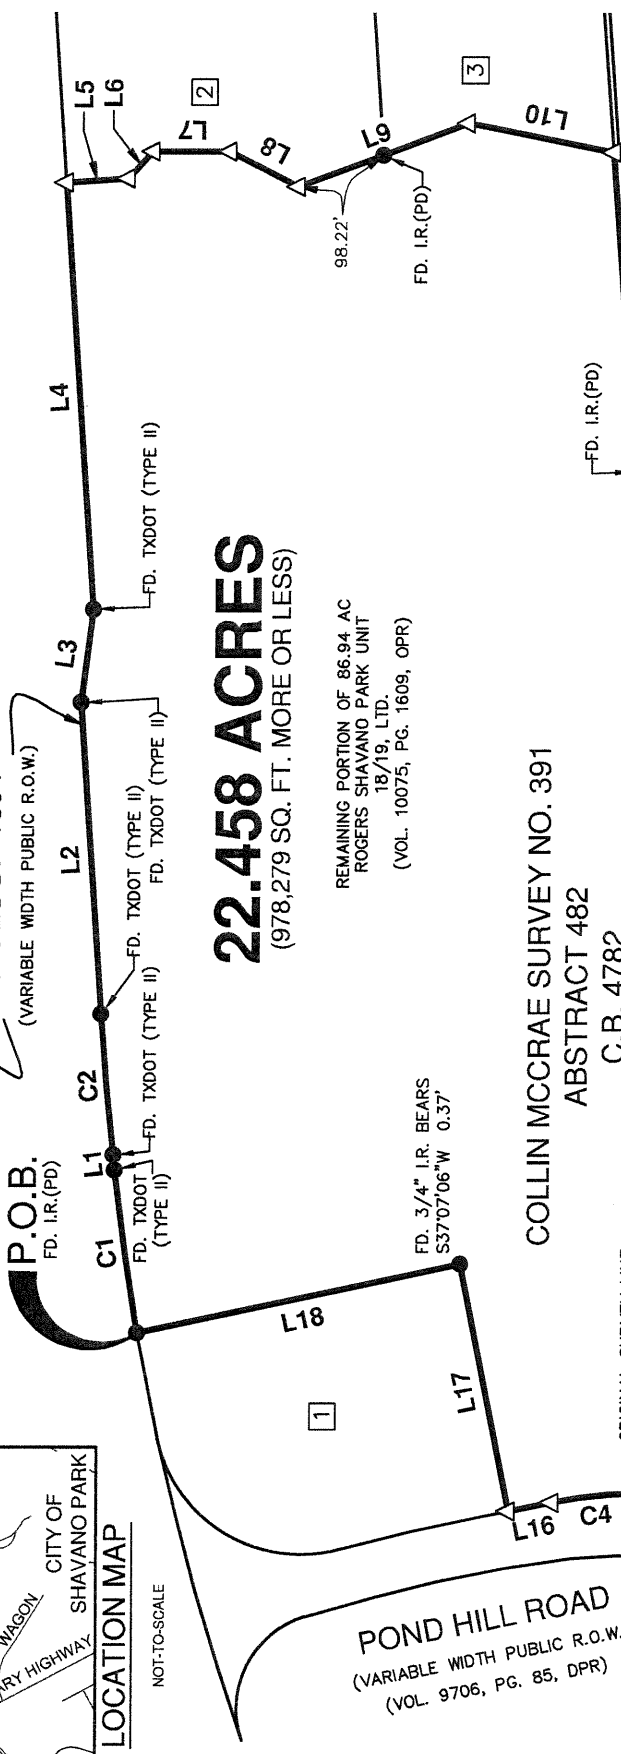 P.O.B.
FD. I.R.(PD)
(VARIABLE WIDTH PUBLIC R.O.W.)
C1
L1
C2
L2
L3
L4
L5
L6
L7
L8
L9
L10
2
3
98.22'
FD. I.R.(PD)
FD. I.R.(PD)
FD. TXDOT
(TYPE II)
FD. TXDOT (TYPE II)
FD. TXDOT (TYPE II)
FD. TXDOT (TYPE II)
FD. TXDOT (TYPE II)
22.458 ACRES
(978,279 SQ. FT. MORE OR LESS)
REMAINING PORTION OF 86.94 AC
ROGERS SHAVANO PARK UNIT
18/19, LTD.
(VOL. 10075, PG. 1609, OPR)
COLLIN MCCRAE SURVEY NO. 391
ABSTRACT 482
C.B. 4782
FD. 3/4" I.R. BEARS
S37°07'06"W 0.37'
L18
L17
1
L16
C4
POND HILL ROAD
(VARIABLE WIDTH PUBLIC R.O.W.
(VOL. 9706, PG. 85, DPR)
CITY OF
SHAVANO PARK
WAGON
ARY HIGHWAY
LOCATION MAP
NOT-TO-SCALE